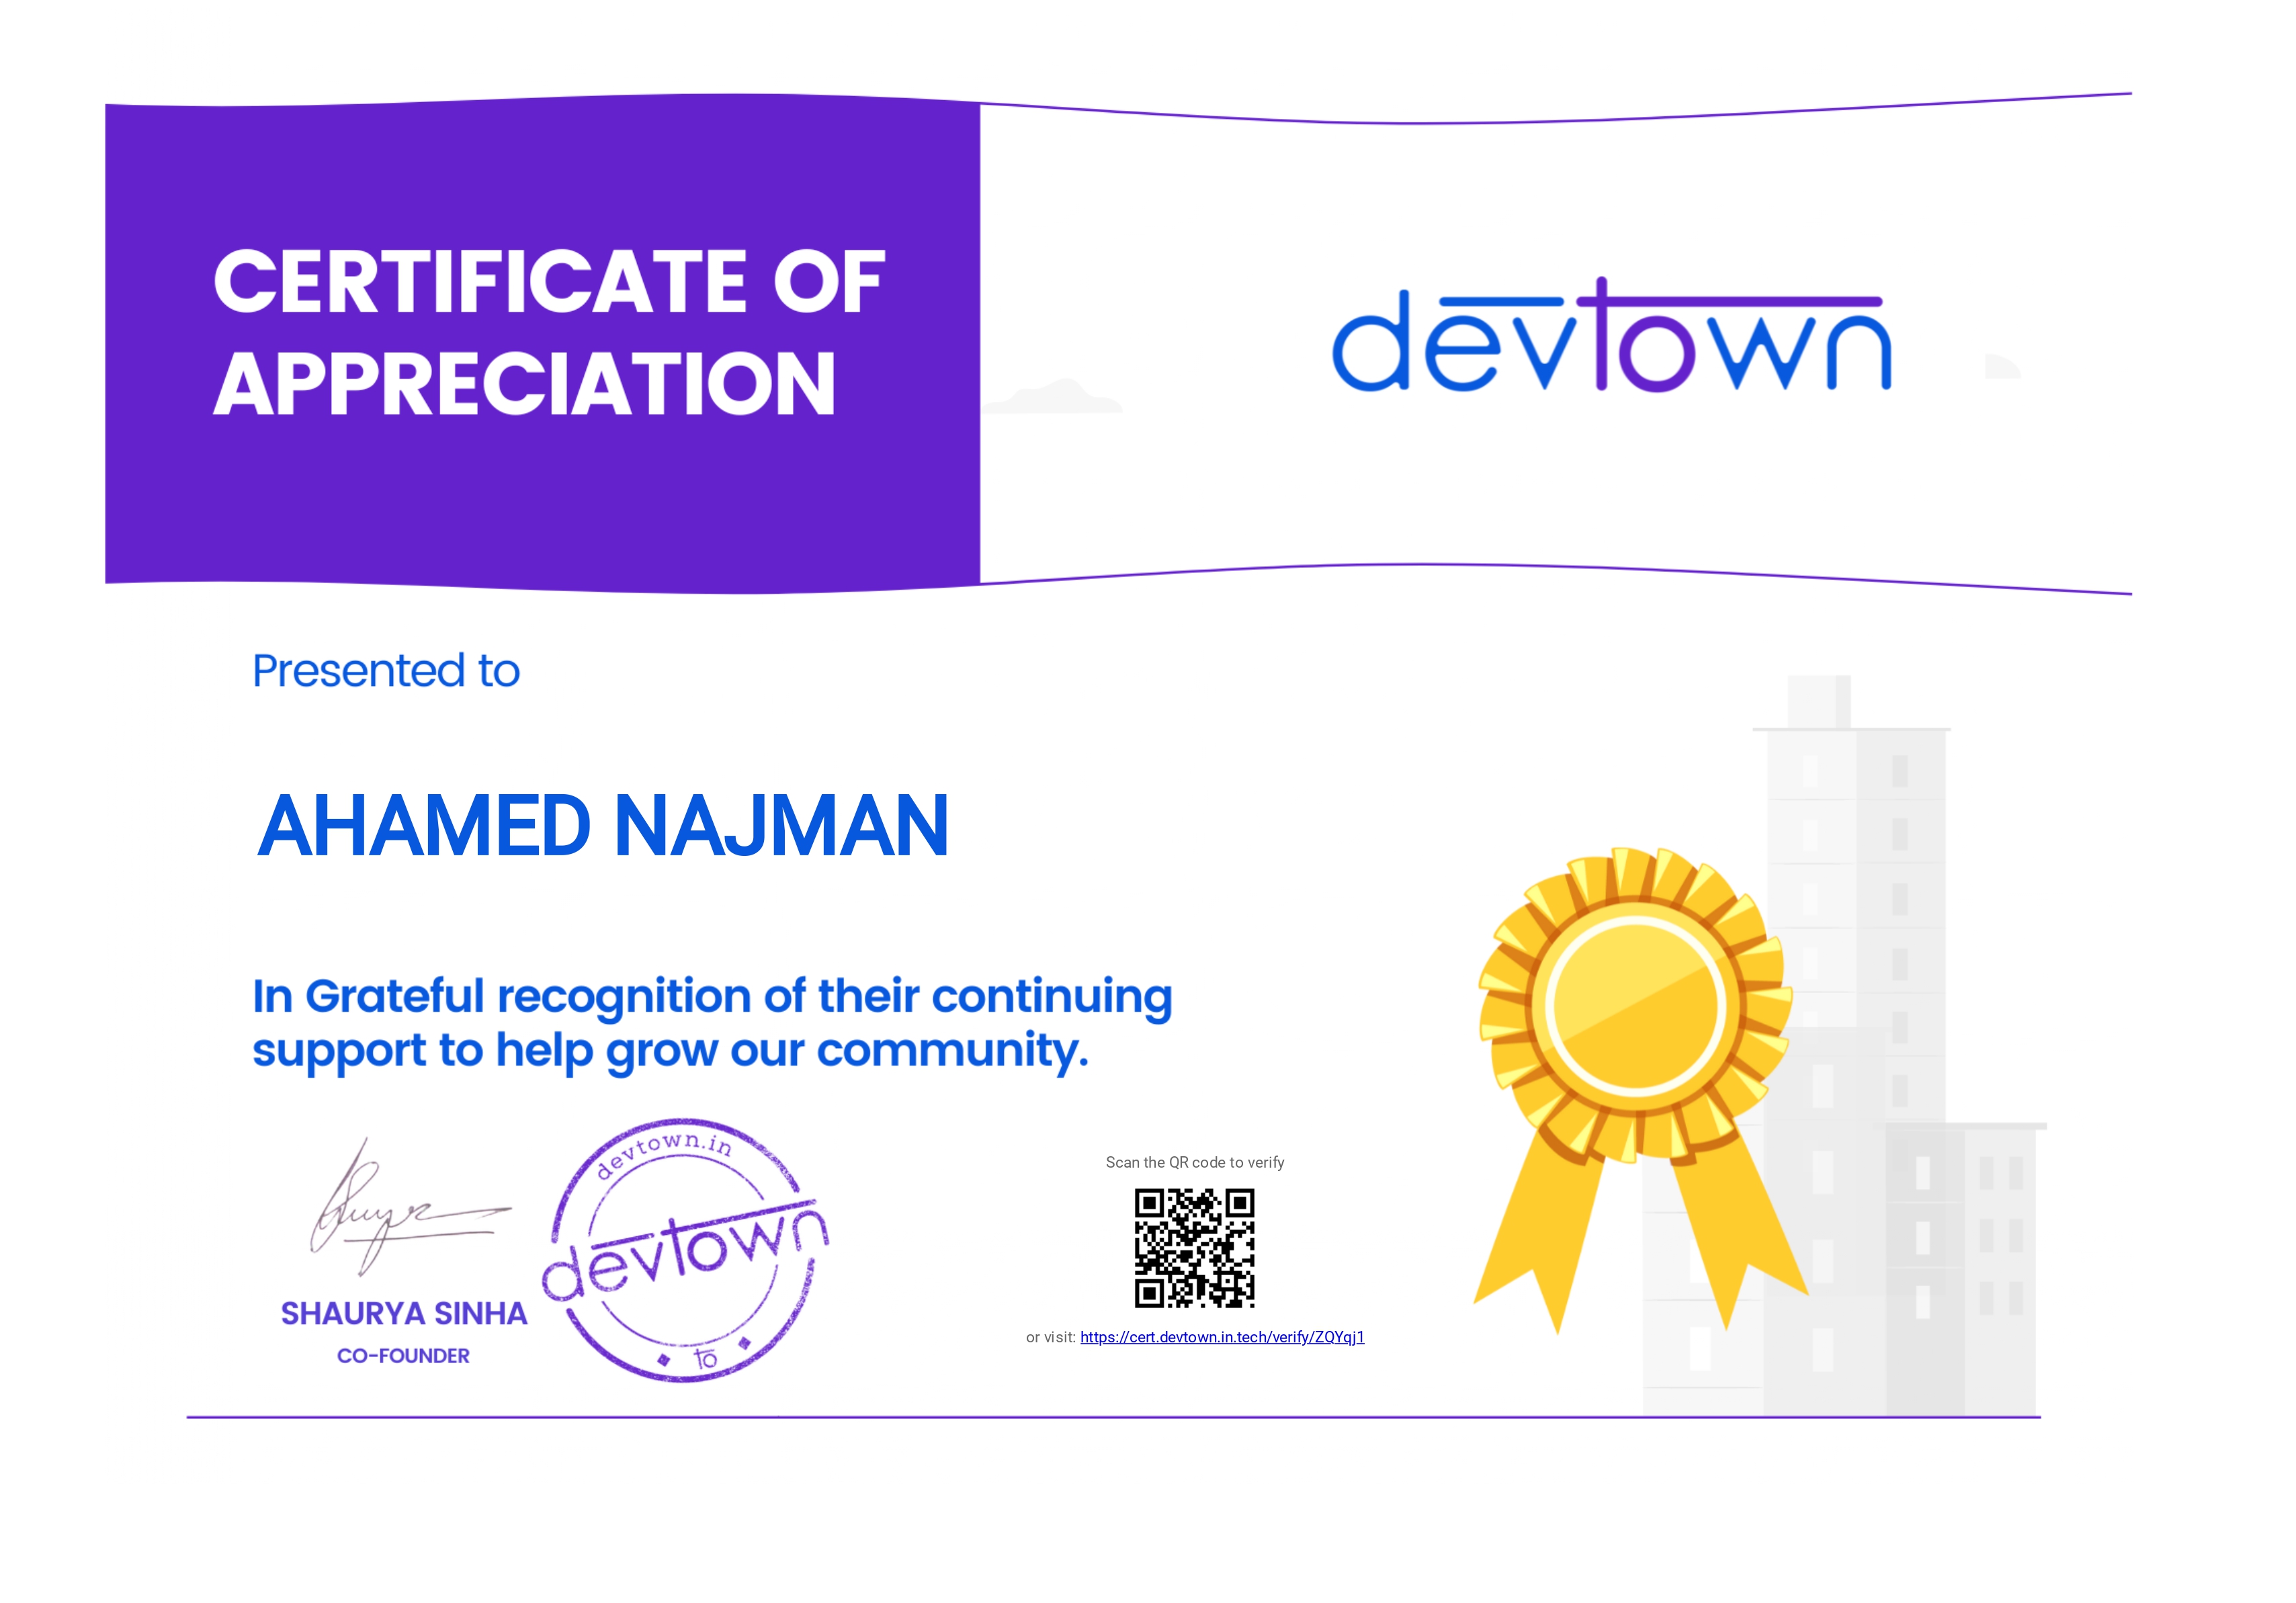 CERTIFICATE OF
APPRECIATION
devtown
Presented to
AHAMED NAJMAN
In Grateful recognition of their continuing
support to help grow our community.
devtown.in
devtown
to
SHAURYA SINHA
CO-FOUNDER
Scan the QR code to verify
or visit: https://cert.devtown.in.tech/verify/ZQYqj1